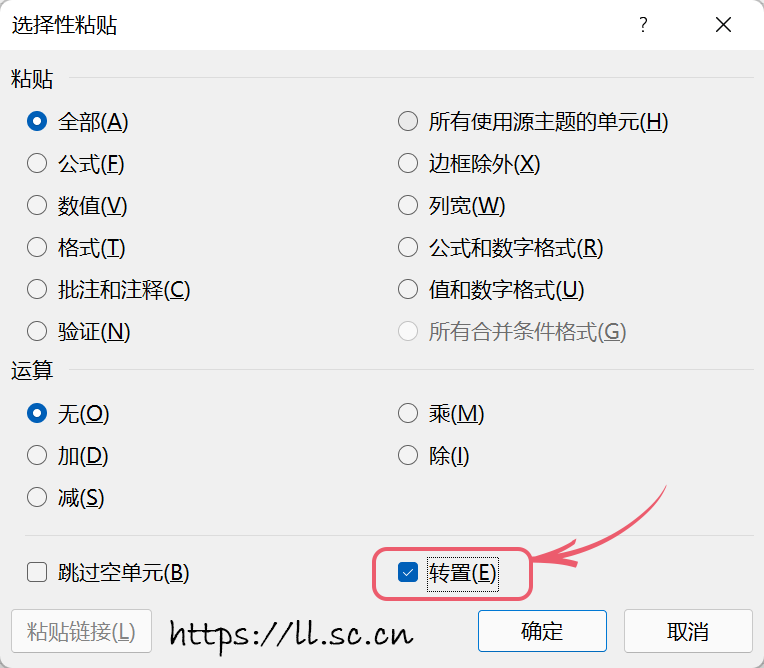 选择性粘贴 ?
粘贴
全部(A) 所有使用源主题的单元(H)
公式(F) 边框除外(X)
数值(V) 列宽(W)
格式(T) 公式和数字格式(R)
批注和注释(C) 值和数字格式(U)
验证(N) 所有合并条件格式(G)
运算
无(O) 乘(M)
加(D) 除(I)
减(S)
跳过空单元(B) 转置(E)
粘贴链接(L) https://ll.sc.cn 确定 取消